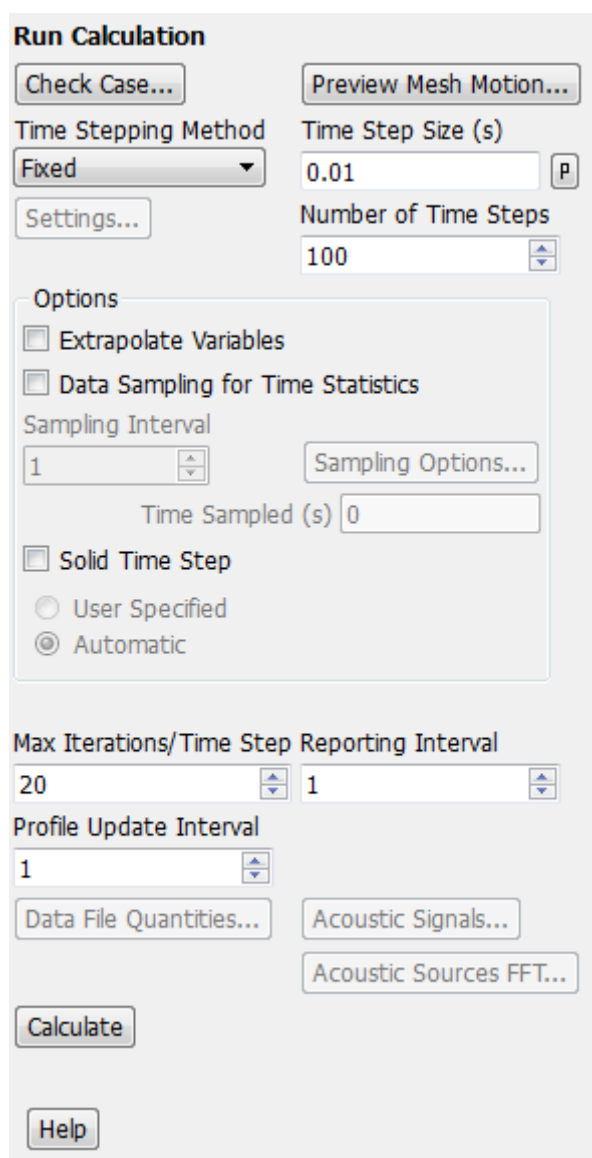 Run Calculation
Check Case... Preview Mesh Motion...
Time Stepping Method Time Step Size (s)
Fixed 0.01 P
Settings... Number of Time Steps
100
Options
Extrapolate Variables
Data Sampling for Time Statistics
Sampling Interval
1 Sampling Options...
Time Sampled (s) 0
Solid Time Step
User Specified
Automatic
Max Iterations/Time Step Reporting Interval
20 1
Profile Update Interval
1
Data File Quantities... Acoustic Signals...
Acoustic Sources FFT...
Calculate
Help